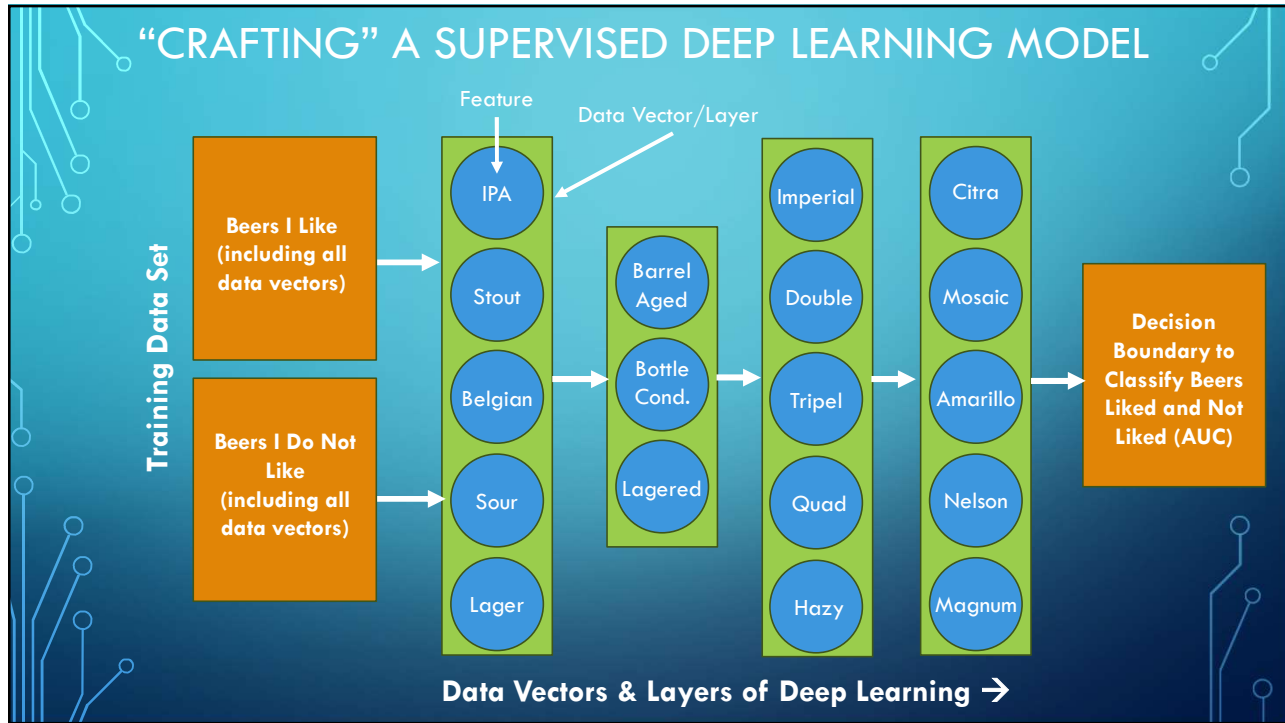 “CRAFTING” A SUPERVISED DEEP LEARNING MODEL
Feature
Data Vector/Layer
Training Data Set
Beers I Like
(including all
data vectors)
Beers I Do Not
Like
(including all
data vectors)
IPA
Stout
Belgian
Sour
Lager
Barrel
Aged
Bottle
Cond.
Lagered
Imperial
Double
Tripel
Quad
Hazy
Citra
Mosaic
Amarillo
Nelson
Magnum
Decision
Boundary to
Classify Beers
Liked and Not
Liked (AUC)
Data Vectors & Layers of Deep Learning →